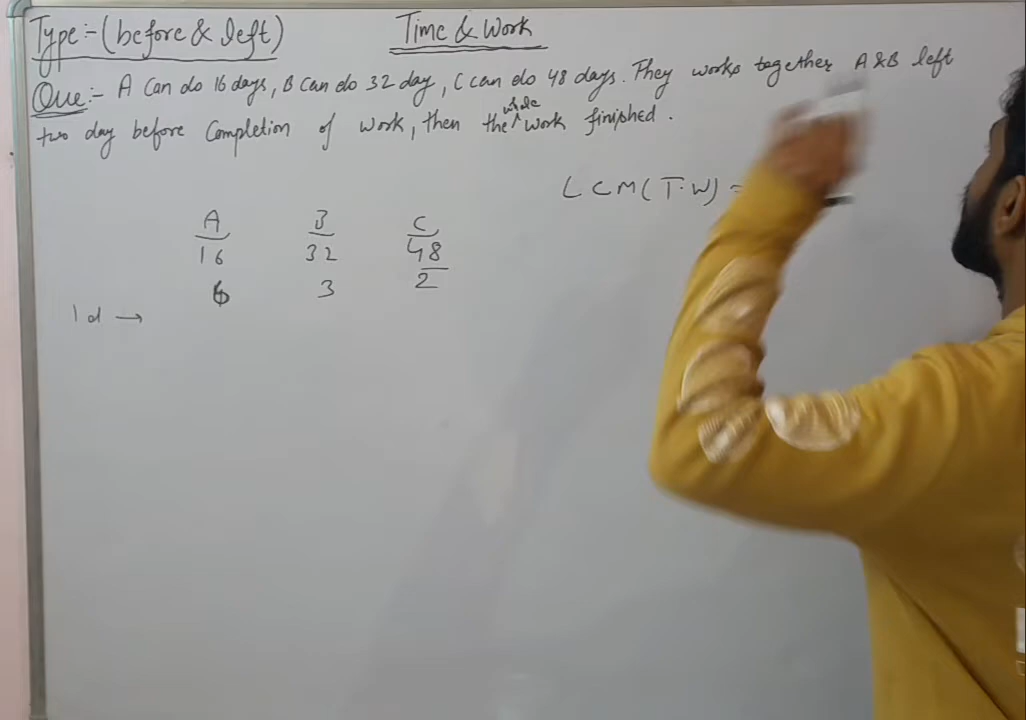 Type:-(before & left)
Time & Work
Que:- A Can do 16 days, B Can do 32 day, C can do 48 days. They works together A&B left
two day before Completion of work, then the whole work finished.
LCM(T.W) =
A B C
16 32 48
6 3 2
1d →